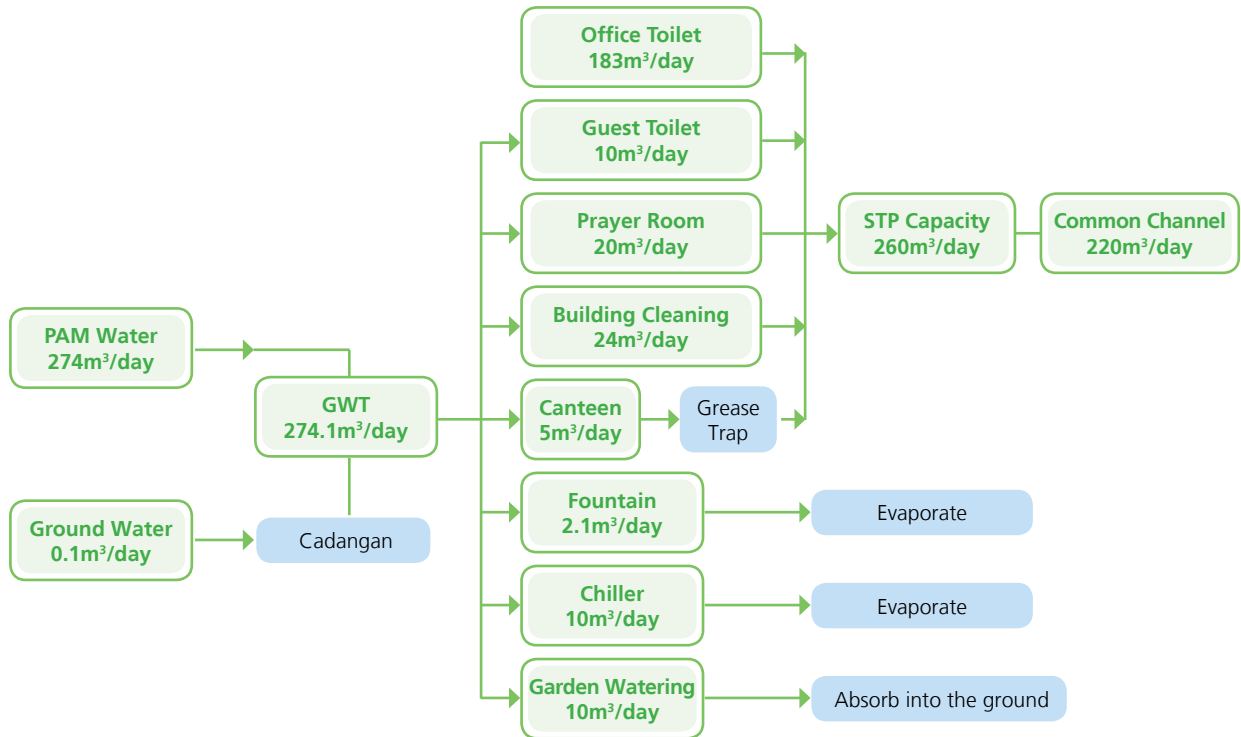 Office Toilet
183m³/day
Guest Toilet
10m³/day
Prayer Room
20m³/day
STP Capacity
260m³/day
Common Channel
220m³/day
Building Cleaning
24m³/day
PAM Water
274m³/day
GWT
274.1m³/day
Canteen
5m³/day
Grease
Trap
Fountain
2.1m³/day
Evaporate
Ground Water
0.1m³/day
Cadangan
Chiller
10m³/day
Evaporate
Garden Watering
10m³/day
Absorb into the ground